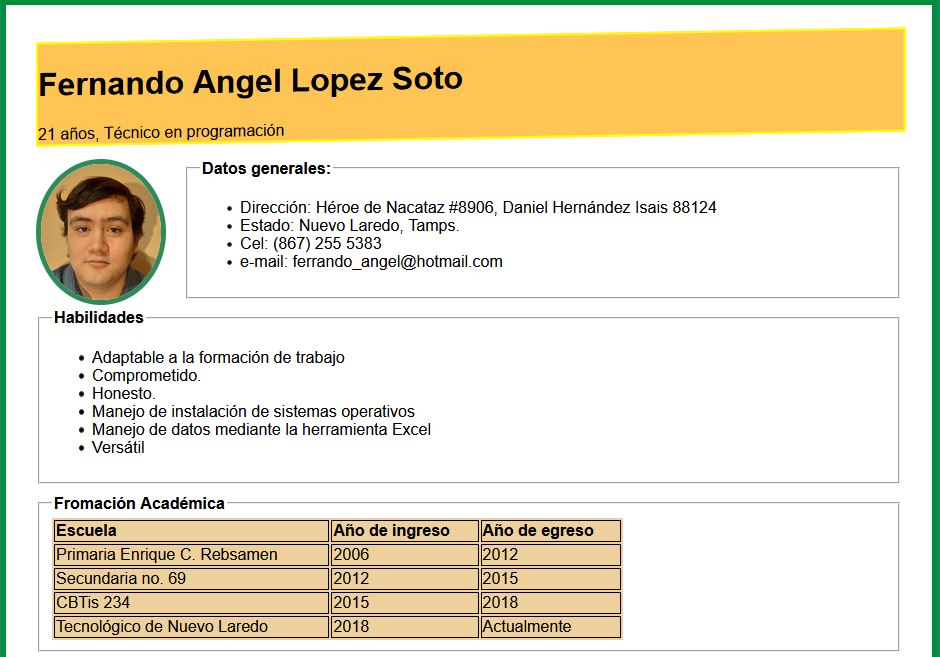 Fernando Angel Lopez Soto
21 años, Técnico en programación
Datos generales:
• Dirección: Héroe de Nacataz #8906, Daniel Hernández Isais 88124
• Estado: Nuevo Laredo, Tamps.
• Cel: (867) 255 5383
• e-mail: ferrando_angel@hotmail.com
Habilidades
• Adaptable a la formación de trabajo
• Comprometido.
• Honesto.
• Manejo de instalación de sistemas operativos
• Manejo de datos mediante la herramienta Excel
• Versátil
Fromación Académica
Escuela Año de ingreso Año de egreso
Primaria Enrique C. Rebsamen 2006 2012
Secundaria no. 69 2012 2015
CBTis 234 2015 2018
Tecnológico de Nuevo Laredo 2018 Actualmente